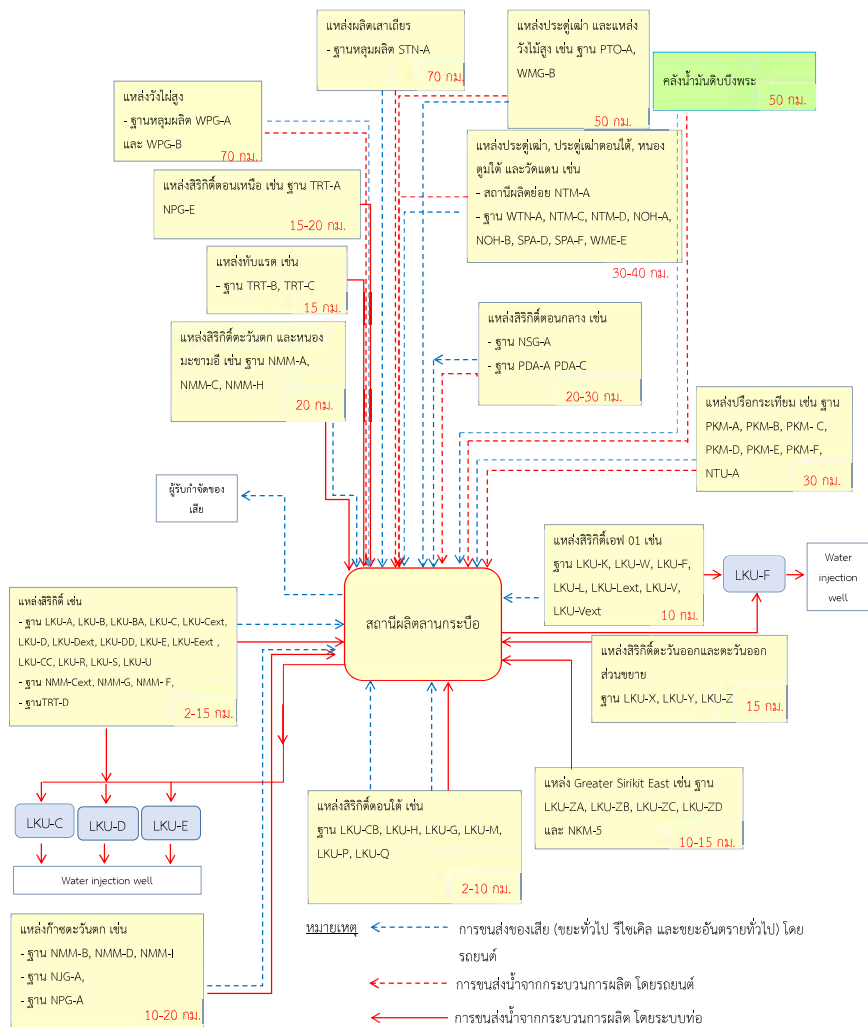 แหล่งผลิตเสาเถียร
- ฐานหลุมผลิต STN-A
70 กม.
แหล่งประดู่เฒ่า และแหล่ง
วังไม้สูง เช่น ฐาน PTO-A,
WMG-B
50 กม.
คลังน้ำมันดิบบึงพระ
50 กม.
แหล่งวังไผ่สูง
- ฐานหลุมผลิต WPG-A
และ WPG-B
70 กม.
แหล่งประดู่เฒ่า, ประดู่เฒ่าตอนใต้, หนอง
ตูมใต้ และวัดแตน เช่น
- สถานีผลิตย่อย NTM-A
- ฐาน WTN-A, NTM-C, NTM-D, NOH-A,
NOH-B, SPA-D, SPA-F, WME-E
30-40 กม.
แหล่งสิริกิติ์ตอนเหนือ เช่น ฐาน TRT-A
NPG-E
15-20 กม.
แหล่งทับแรต เช่น
- ฐาน TRT-B, TRT-C
15 กม.
แหล่งสิริกิติ์ตอนกลาง เช่น
- ฐาน NSG-A
- ฐาน PDA-A PDA-C
20-30 กม.
แหล่งสิริกิติ์ตะวันตก และหนอง
มะขามอี เช่น ฐาน NMM-A,
NMM-C, NMM-H
20 กม.
แหล่งปรือกระเทียม เช่น ฐาน
PKM-A, PKM-B, PKM- C,
PKM-D, PKM-E, PKM-F,
NTU-A
30 กม.
ผู้รับกำจัดของ
เสีย
แหล่งสิริกิติ์เอฟ 01 เช่น
ฐาน LKU-K, LKU-W, LKU-F,
LKU-L, LKU-Lext, LKU-V,
LKU-Vext
10 กม.
LKU-F
Water
injection
well
สถานีผลิตลานกระบือ
แหล่งสิริกิติ์ เช่น
- ฐาน LKU-A, LKU-B, LKU-BA, LKU-C, LKU-Cext,
LKU-D, LKU-Dext, LKU-DD, LKU-E, LKU-Eext ,
LKU-CC, LKU-R, LKU-S, LKU-U
- ฐาน NMM-Cext, NMM-G, NMM- F,
- ฐานTRT-D
2-15 กม.
แหล่งสิริกิติ์ตะวันออกและตะวันออก
ส่วนขยาย
ฐาน LKU-X, LKU-Y, LKU-Z
15 กม.
แหล่ง Greater Sirikit East เช่น ฐาน
LKU-ZA, LKU-ZB, LKU-ZC, LKU-ZD
และ NKM-5
10-15 กม.
LKU-C
LKU-D
LKU-E
Water injection well
แหล่งสิริกิติ์ตอนใต้ เช่น
ฐาน LKU-CB, LKU-H, LKU-G, LKU-M,
LKU-P, LKU-Q
2-10 กม.
แหล่งก๊าซตะวันตก เช่น
- ฐาน NMM-B, NMM-D, NMM-I
- ฐาน NJG-A,
- ฐาน NPG-A
10-20 กม.
หมายเหตุ
การขนส่งของเสีย (ขยะทั่วไป รีไซเคิล และขยะอันตรายทั่วไป) โดย
รถยนต์
การขนส่งน้ำจากกระบวนการผลิต โดยรถยนต์
การขนส่งน้ำจากกระบวนการผลิต โดยระบบท่อ